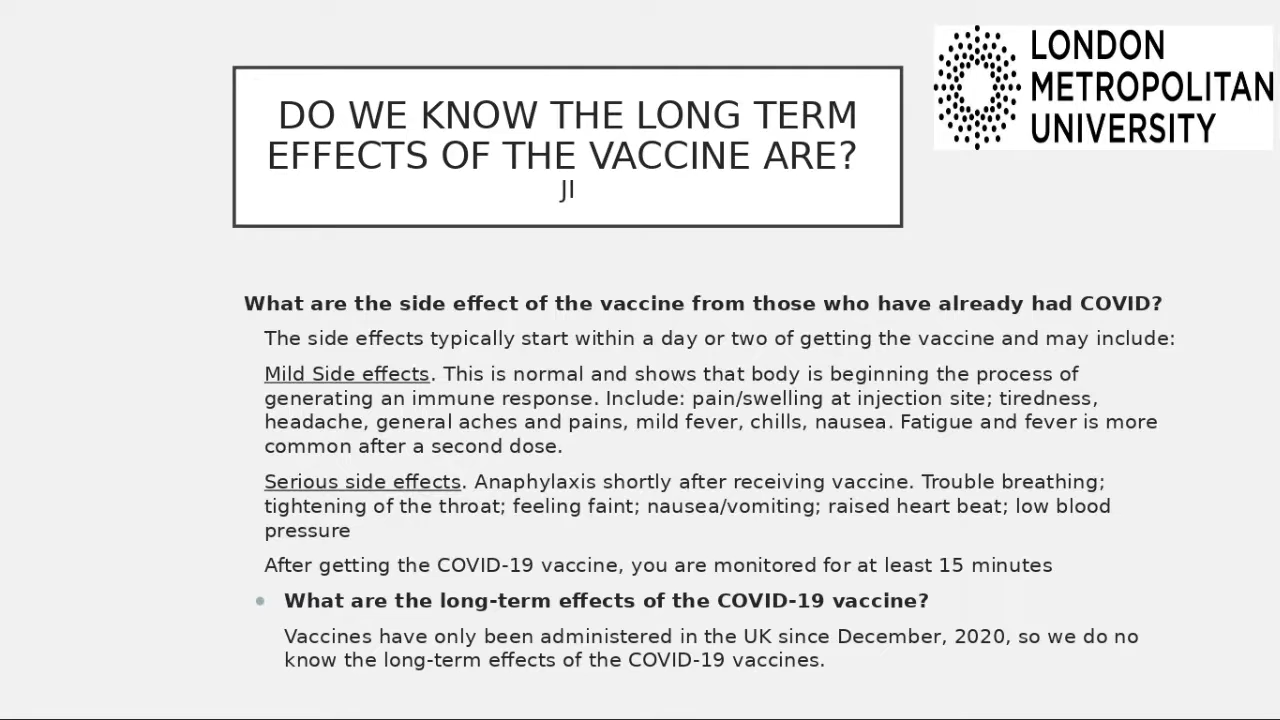 LONDON
METROPOLITAN
UNIVERSITY
DO WE KNOW THE LONG TERM
EFFECTS OF THE VACCINE ARE?
JI
What are the side effect of the vaccine from those who have already had COVID?
The side effects typically start within a day or two of getting the vaccine and may include:
Mild Side effects. This is normal and shows that body is beginning the process of
generating an immune response. Include: pain/swelling at injection site; tiredness,
headache, general aches and pains, mild fever, chills, nausea. Fatigue and fever is more
common after a second dose.
Serious side effects. Anaphylaxis shortly after receiving vaccine. Trouble breathing;
tightening of the throat; feeling faint; nausea/vomiting; raised heart beat; low blood
pressure
After getting the COVID-19 vaccine, you are monitored for at least 15 minutes
• What are the long-term effects of the COVID-19 vaccine?
Vaccines have only been administered in the UK since December, 2020, so we do no
know the long-term effects of the COVID-19 vaccines.